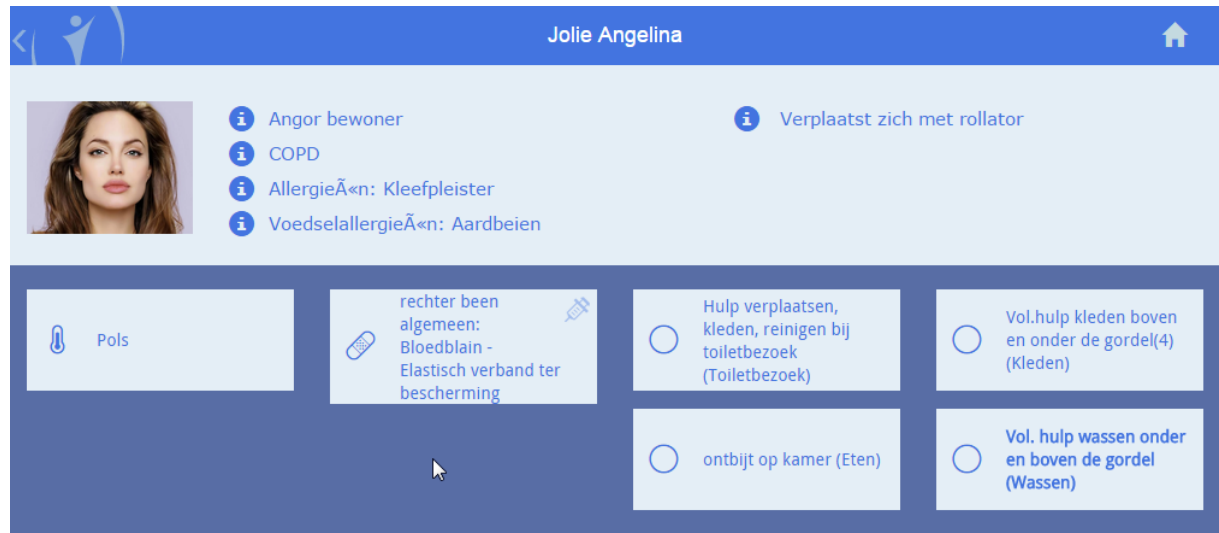 Jolie Angelina
Angor bewoner
COPD
AllergieÃ«n: Kleefpleister
VoedselallergieÃ«n: Aardbeien
Verplaatst zich met rollator
Pols
rechter been
algemeen:
Bloedblain -
Elastisch verband ter
bescherming
Hulp verplaatsen,
kleden, reinigen bij
toiletbezoek
(Toiletbezoek)
Vol.hulp kleden boven
en onder de gordel(4)
(Kleden)
ontbijt op kamer (Eten)
Vol. hulp wassen onder
en boven de gordel
(Wassen)